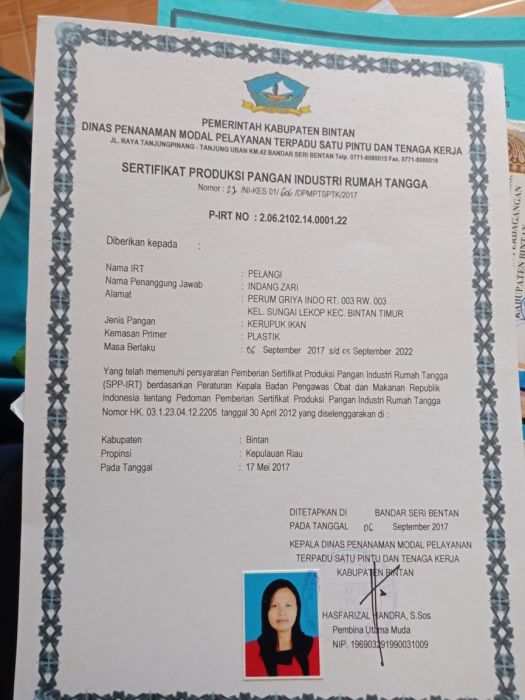 PEMERINTAH KABUPATEN BINTAN
DINAS PENANAMAN MODAL PELAYANAN TERPADU SATU PINTU DAN TENAGA KERJA
JL. RAYA TANJUNGPINANG - TANJUNG UBAN KM.42 BANDAR SERI BENTAN Telp. 0771-8080015 Fax. 0771-8080016
SERTIFIKAT PRODUKSI PANGAN INDUSTRI RUMAH TANGGA
Nomor : 23 /NI-KES 01/606 /DPMPTSPTK/2017
P-IRT NO : 2.06.2102.14.0001.22
Diberikan kepada :
Nama IRT : PELANGI
Nama Penanggung Jawab : INDANG ZARI
Alamat : PERUM GRIYA INDO RT. 003 RW. 003
KEL. SUNGAI LEKOP KEC. BINTAN TIMUR
Jenis Pangan : KERUPUK IKAN
Kemasan Primer : PLASTIK
Masa Berlaku : 06 September 2017 s/d 05 September 2022
Yang telah memenuhi persyaratan Pemberian Sertifikat Produksi Pangan Industri Rumah Tangga
(SPP-IRT) berdasarkan Peraturan Kepala Badan Pengawas Obat dan Makanan Republik
Indonesia tentang Pedoman Pemberian Sertifikat Produksi Pangan Industri Rumah Tangga
Nomor HK. 03.1.23.04.12.2205 tanggal 30 April 2012 yang diselenggarakan di :
Kabupaten : Bintan
Propinsi : Kepulauan Riau
Pada Tanggal : 17 Mei 2017
DITETAPKAN DI BANDAR SERI BENTAN
PADA TANGGAL 06 September 2017
KEPALA DINAS PENANAMAN MODAL PELAYANAN
TERPADU SATU PINTU DAN TENAGA KERJA
KABUPATEN BINTAN
HASFARIZAL HANDRA, S.Sos
Pembina Utama Muda
NIP. 196903291990031009
KABUPATEN BINTAN